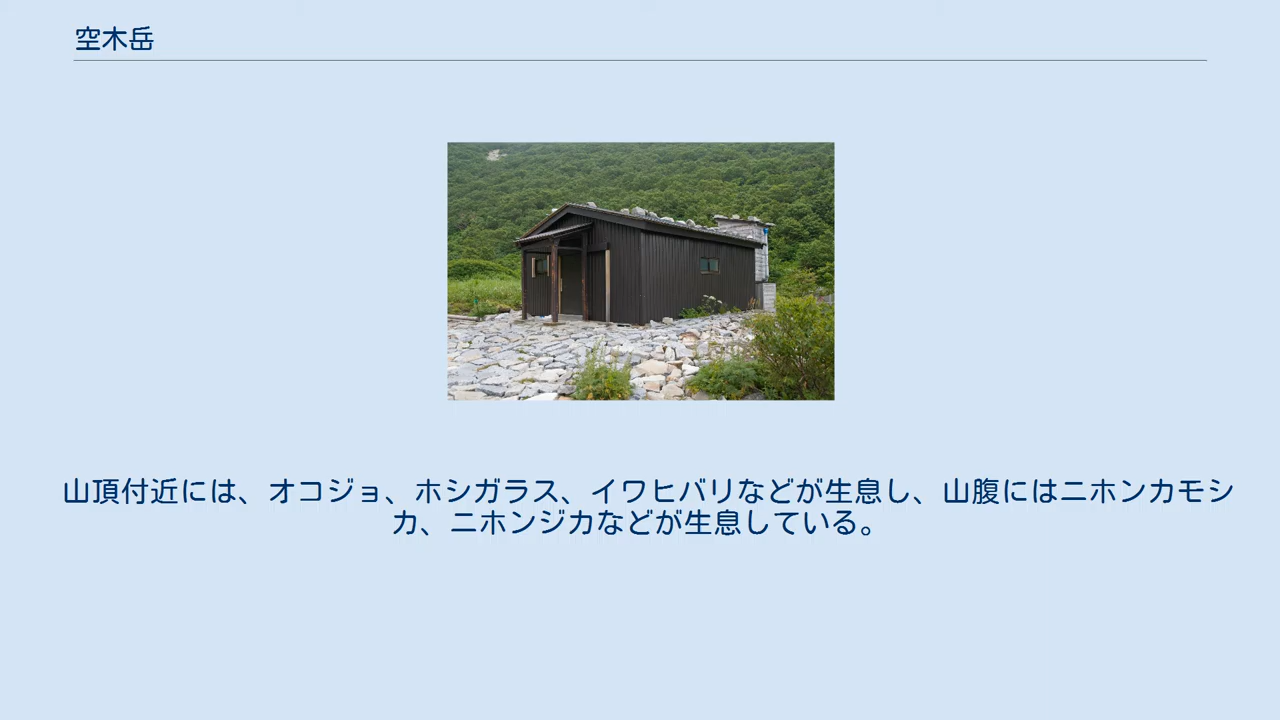 空木岳
山頂付近には、オコジョ、ホシガラス、イワヒバリなどが生息し、山腹にはニホンカモシ
カ、ニホンジカなどが生息している。